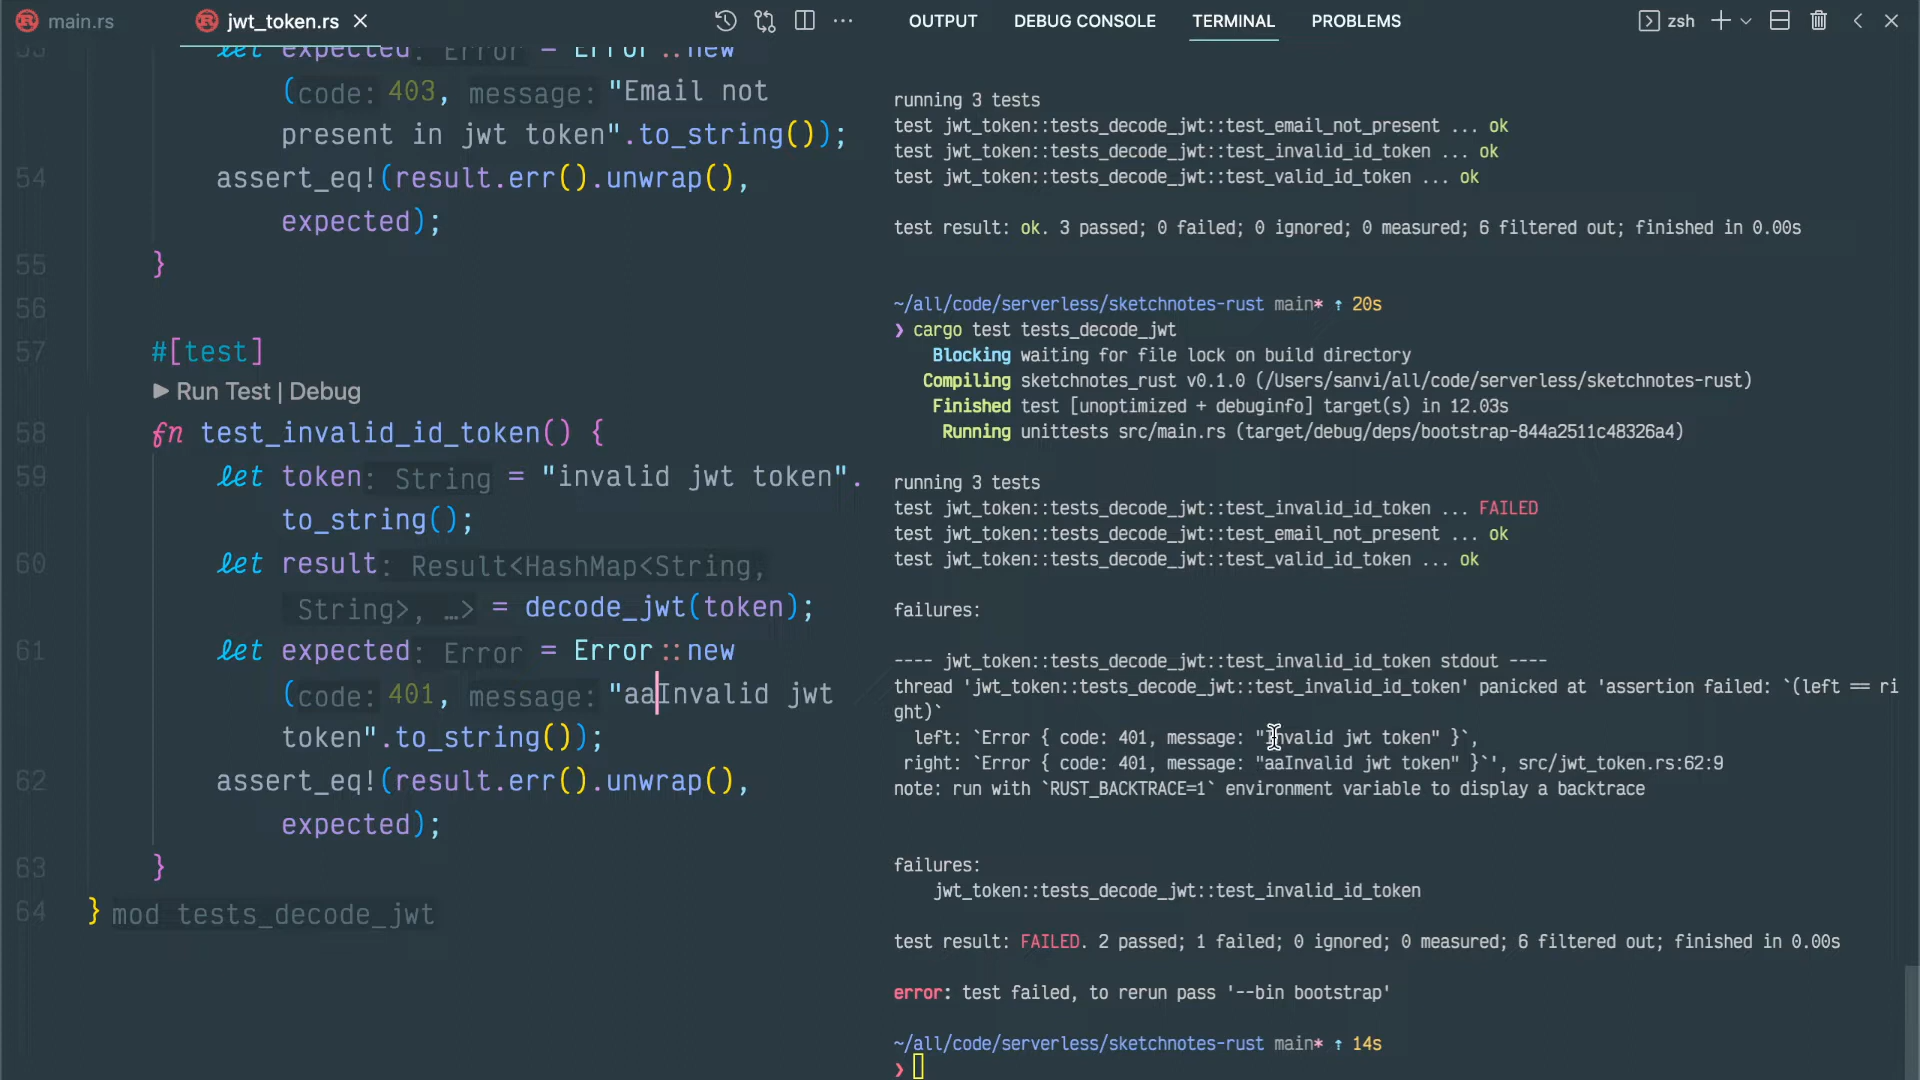 main.rs
jwt_token.rs
53 let expected: Error = Error::new
(code: 403, message: "Email not
present in jwt token".to_string());
54 assert_eq!(result.err().unwrap(),
expected);
55 }
56
57 #[test]
▶ Run Test | Debug
58 fn test_invalid_id_token() {
59 let token: String = "invalid jwt token".
to_string();
60 let result: Result<HashMap<String,
String>, …> = decode_jwt(token);
61 let expected: Error = Error::new
(code: 401, message: "aaInvalid jwt
token".to_string());
62 assert_eq!(result.err().unwrap(),
expected);
63 }
64 } mod tests_decode_jwt
OUTPUT DEBUG CONSOLE TERMINAL PROBLEMS
zsh
running 3 tests
test jwt_token::tests_decode_jwt::test_email_not_present ... ok
test jwt_token::tests_decode_jwt::test_invalid_id_token ... ok
test jwt_token::tests_decode_jwt::test_valid_id_token ... ok
test result: ok. 3 passed; 0 failed; 0 ignored; 0 measured; 6 filtered out; finished in 0.00s
~/all/code/serverless/sketchnotes-rust main* ↑ 20s
❯ cargo test tests_decode_jwt
Blocking waiting for file lock on build directory
Compiling sketchnotes_rust v0.1.0 (/Users/sanvi/all/code/serverless/sketchnotes-rust)
Finished test [unoptimized + debuginfo] target(s) in 12.03s
Running unittests src/main.rs (target/debug/deps/bootstrap-844a2511c48326a4)
running 3 tests
test jwt_token::tests_decode_jwt::test_invalid_id_token ... FAILED
test jwt_token::tests_decode_jwt::test_email_not_present ... ok
test jwt_token::tests_decode_jwt::test_valid_id_token ... ok
failures:
---- jwt_token::tests_decode_jwt::test_invalid_id_token stdout ----
thread 'jwt_token::tests_decode_jwt::test_invalid_id_token' panicked at 'assertion failed: `(left == ri
ght)`
left: `Error { code: 401, message: "Invalid jwt token" }`,
right: `Error { code: 401, message: "aaInvalid jwt token" }`', src/jwt_token.rs:62:9
note: run with `RUST_BACKTRACE=1` environment variable to display a backtrace
failures:
jwt_token::tests_decode_jwt::test_invalid_id_token
test result: FAILED. 2 passed; 1 failed; 0 ignored; 0 measured; 6 filtered out; finished in 0.00s
error: test failed, to rerun pass '--bin bootstrap'
~/all/code/serverless/sketchnotes-rust main* ↑ 14s
❯